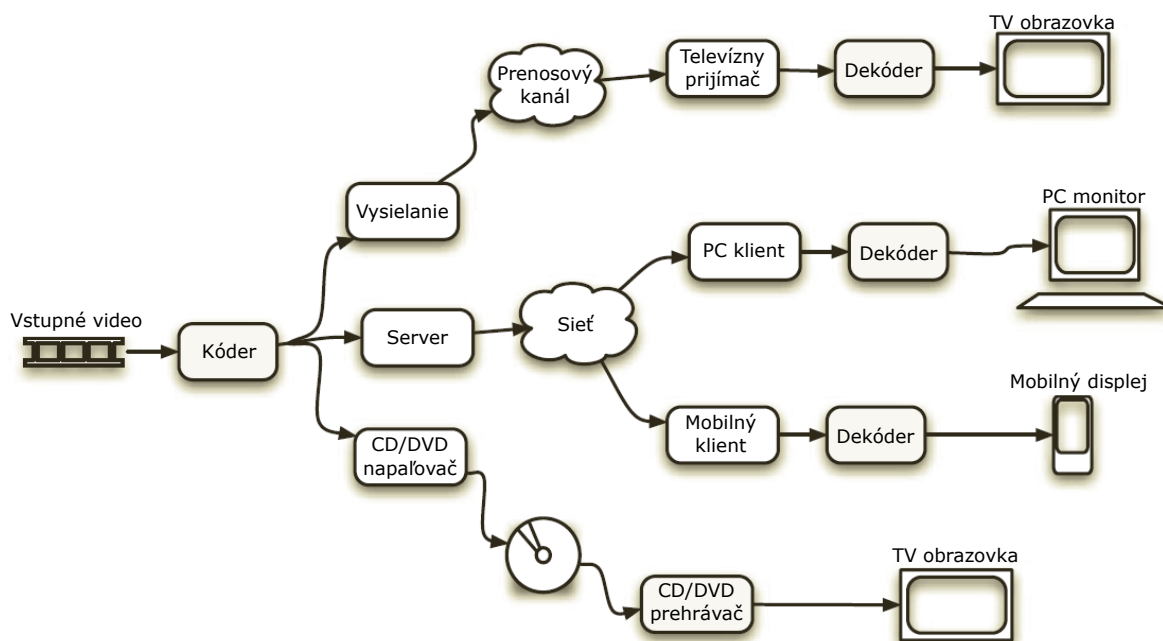 TV obrazovka
Prenosový
kanál
Televízny
prijímač
Dekóder
Vysielanie
PC monitor
PC klient
Dekóder
Vstupné video
Kóder
Server
Sieť
Mobilný displej
Mobilný
klient
Dekóder
CD/DVD
napaľovač
TV obrazovka
CD/DVD
prehrávač